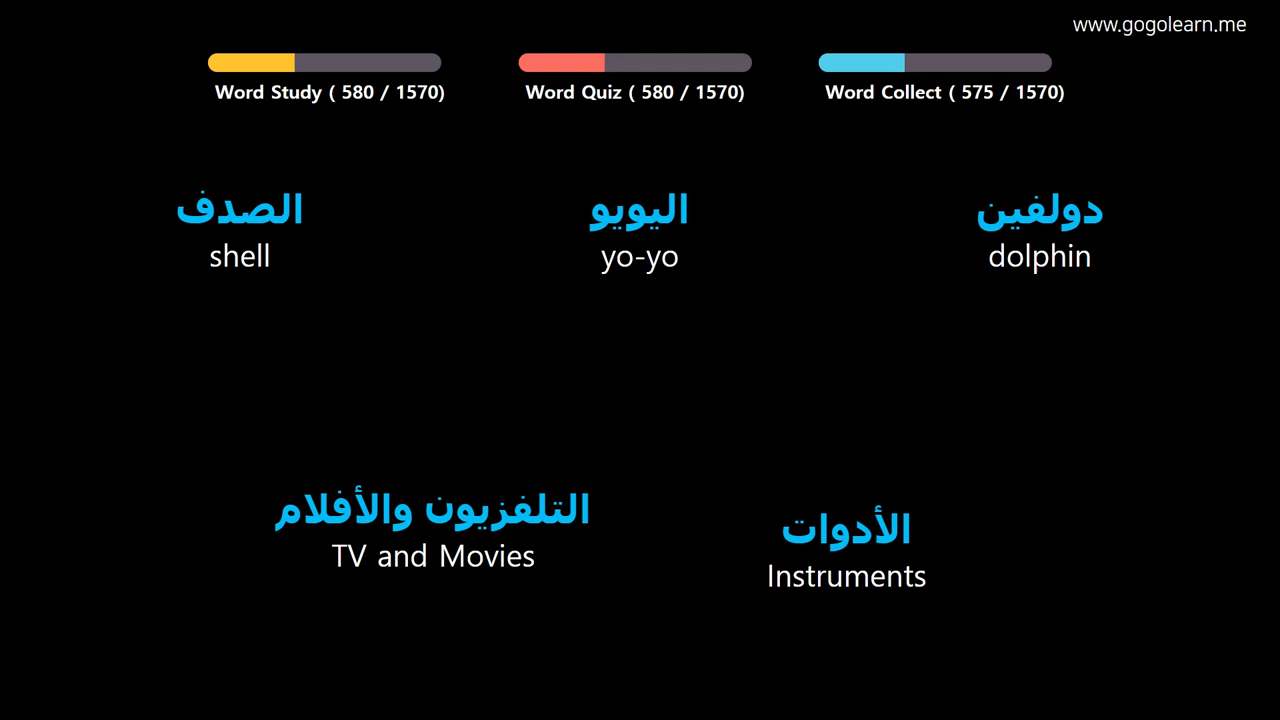 www.gogolearn.me
Word Study ( 580 / 1570)
Word Quiz ( 580 / 1570)
Word Collect ( 575 / 1570)
الصدف
shell
اليويو
yo-yo
دولفين
dolphin
التلفزيون والأفلام
TV and Movies
الأدوات
Instruments